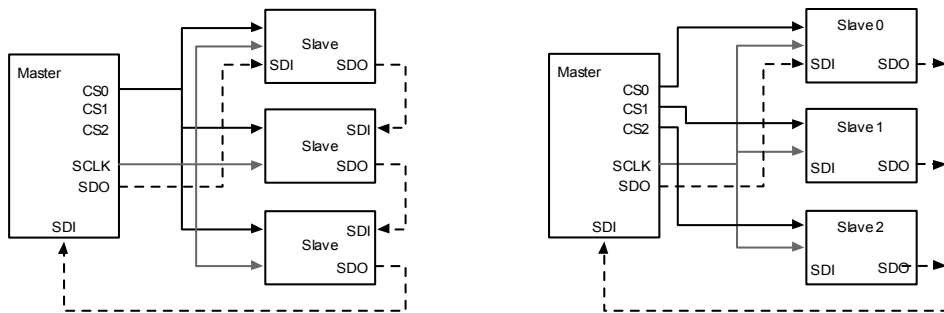 Slave
SDI
SDO
Master
CS0
CS1
CS2
SCLK
SDO
SDI
SDI
Slave
SDO
SDI
Slave
SDO
Slave 0
SDI
SDO
Master
CS0
CS1
CS2
SCLK
SDO
SDI
Slave 1
SDI
SDO
Slave 2
SDI
SDO